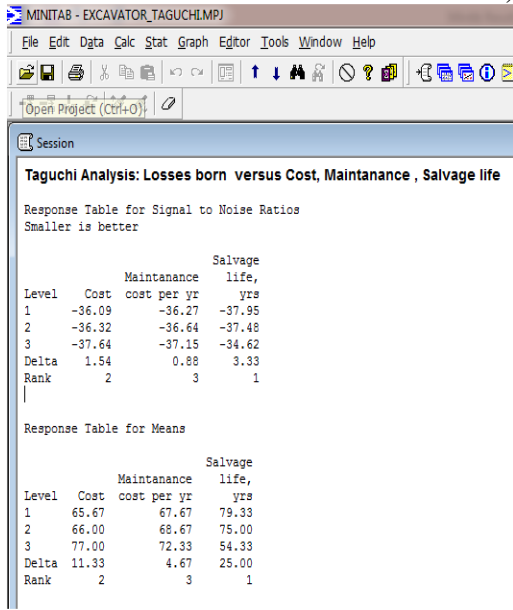 MINITAB - EXCAVATOR_TAGUCHI.MPJ
File Edit Data Calc Stat Graph Editor Tools Window Help
Open Project (Ctrl+O)
Session
Taguchi Analysis: Losses born versus Cost, Maintanance , Salvage life
Response Table for Signal to Noise Ratios
Smaller is better
Salvage
Maintanance life,
Level Cost cost per yr yrs
1 -36.09 -36.27 -37.95
2 -36.32 -36.64 -37.48
3 -37.64 -37.15 -34.62
Delta 1.54 0.88 3.33
Rank 2 3 1
Response Table for Means
Salvage
Maintanance life,
Level Cost cost per yr yrs
1 65.67 67.67 79.33
2 66.00 68.67 75.00
3 77.00 72.33 54.33
Delta 11.33 4.67 25.00
Rank 2 3 1